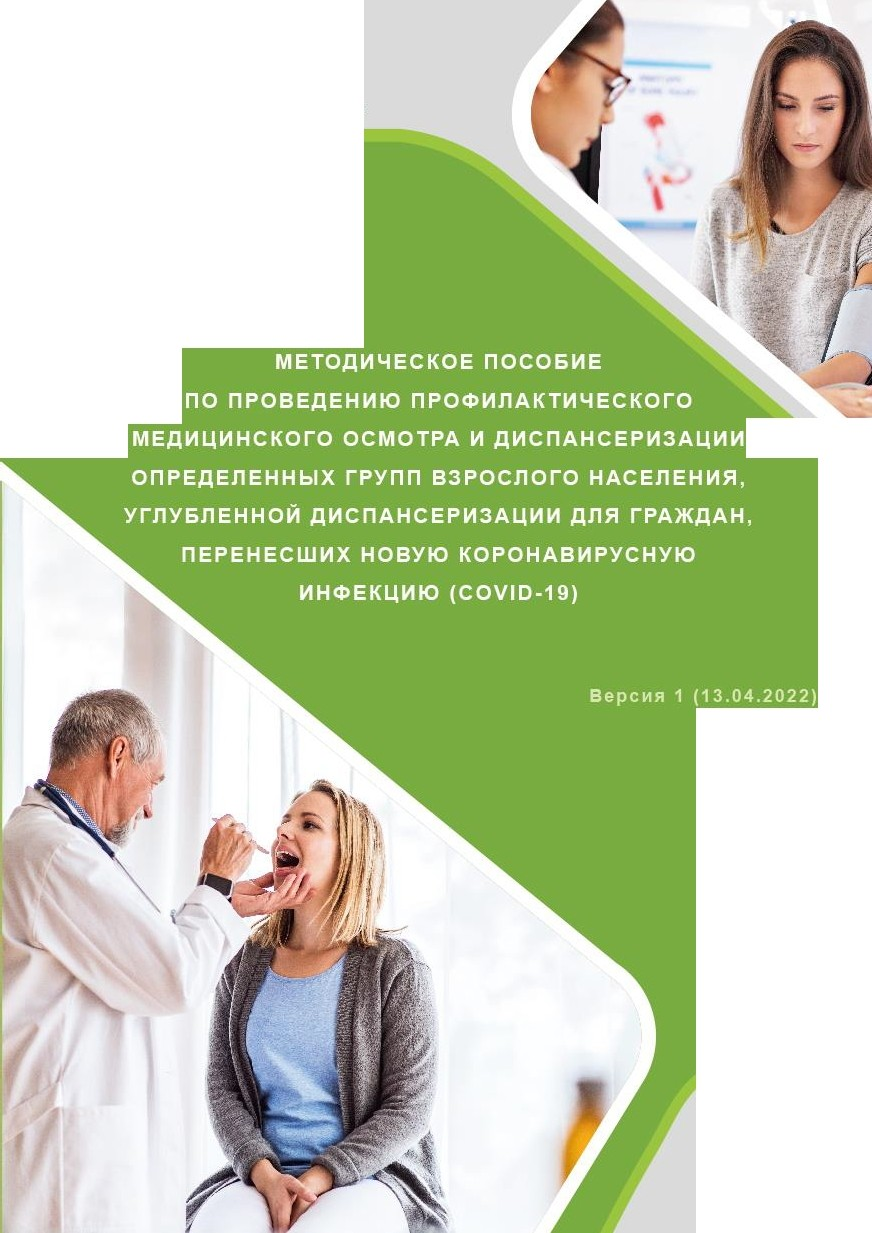 МЕТОДИЧЕСКОЕ ПОСОБИЕ
ПО ПРОВЕДЕНИЮ ПРОФИЛАКТИЧЕСКОГО
МЕДИЦИНСКОГО ОСМОТРА И ДИСПАНСЕРИЗАЦИИ
ОПРЕДЕЛЕННЫХ ГРУПП ВЗРОСЛОГО НАСЕЛЕНИЯ,
УГЛУБЛЕННОЙ ДИСПАНСЕРИЗАЦИИ ДЛЯ ГРАЖДАН,
ПЕРЕНЕСШИХ НОВУЮ КОРОНАВИРУСНУЮ
ИНФЕКЦИЮ (COVID-19)
Версия 1 (13.04.2022)